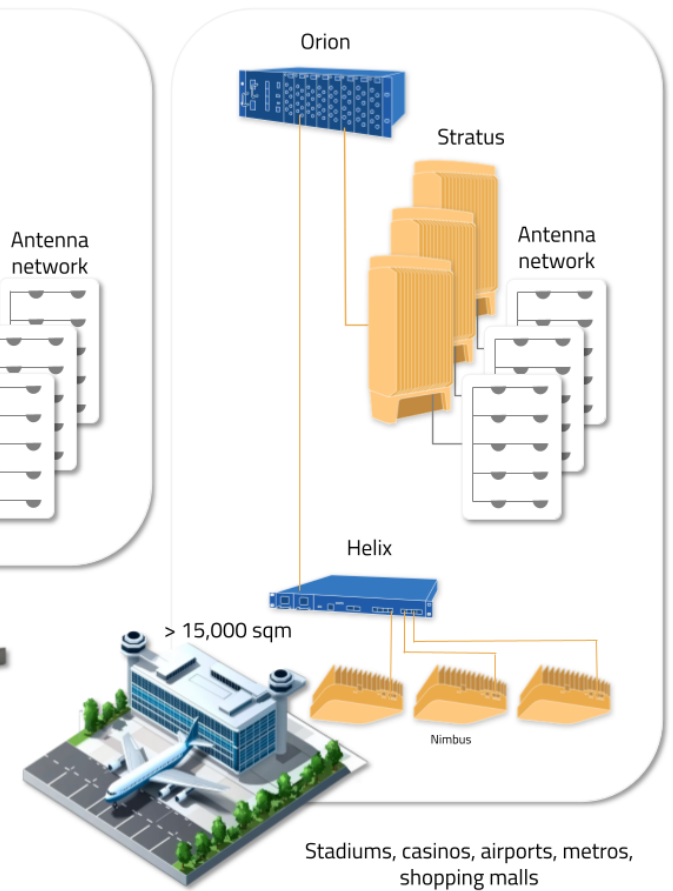 Orion
Stratus
Antenna
network
Antenna
network
Helix
> 15,000 sqm
Nimbus
Stadiums, casinos, airports, metros,
shopping malls